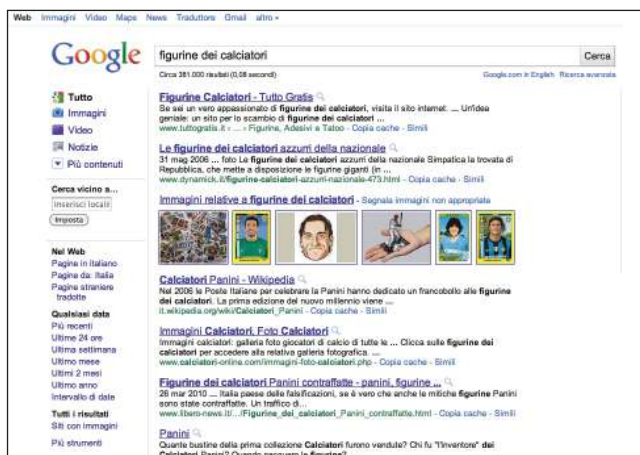 Web Immagini Video Maps News Traduttore Gmail altro
Google
figurine dei calciatori
Cerca
Circa 281.000 risultati (0,08 secondi)
Google.com in English Ricerca avanzata
Tutto
Immagini
Video
Notizie
Più contenuti
Cerca vicino a...
Inserisci località
Imposta
Nel Web
Pagine in Italiano
Pagine da: Italia
Pagine straniere
tradotte
Qualsiasi data
Più recenti
Ultime 24 ore
Ultima settimana
Ultimo mese
Ultimi 2 mesi
Ultimo anno
Intervallo di date
Tutti i risultati
Siti con immagini
Più strumenti
Figurine Calciatori - Tutto Gratis
Se sei un vero appassionato di figurine dei calciatori, visita il sito internet: .... Un'idea
geniale: un sito per lo scambio di figurine dei calciatori ...
www.tuttogratis.it › ... › Figurine, Adesivi e Tatoo - Copia cache - Simili
Le figurine dei calciatori azzurri della nazionale
31 mag 2006 ... foto Le figurine dei calciatori azzurri della nazionale Simpatica la trovata di
Repubblica, che mette a disposizione le figurine giganti (in ...
www.dynamick.it/figurine-calciatori-azzurri-nazionale-473.html - Copia cache - Simili
Immagini relative a figurine dei calciatori - Segnala immagini non appropriate
Calciatori Panini - Wikipedia
Nel 2006 le Poste Italiane per celebrare la Panini hanno dedicato un francobollo alle figurine
dei calciatori. La prima edizione del nuovo millennio viene ...
it.wikipedia.org/wiki/Calciatori_Panini - Copia cache - Simili
Immagini Calciatori, Foto Calciatori
Immagini calciatori: galleria foto giocatori di calcio di tutte le ... Clicca sulle figurine dei
calciatori per accedere alla relativa galleria fotografica. ...
www.calciatori-online.com/immagini-foto-calciatori.php - Copia cache - Simili
Figurine dei calciatori Panini contraffatte - panini, figurine ...
26 mar 2010 ... Italia paese delle falsificazioni, se è vero che anche le mitiche figurine Panini
sono state contraffatte. Un traffico di...
www.libero-news.it/.../Figurine_dei_calciatori_Panini_contraffatte.html - Copia cache - Simili
Panini
Quante bustine della prima collezione Calciatori furono vendute? Chi fu "l'inventore" dei
Calciatori Panini? Quando nacquero le figurine?